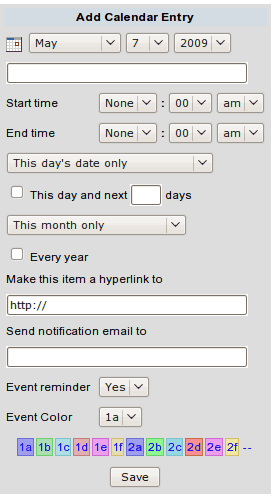 Add Calendar Entry
May 7 2009
Start time None : 00 am
End time None : 00 am
This day's date only
This day and next days
This month only
Every year
Make this item a hyperlink to
http://
Send notification email to
Event reminder Yes
Event Color 1a
1a 1b 1c 1d 1e 1f 2a 2b 2c 2d 2e 2f --
Save